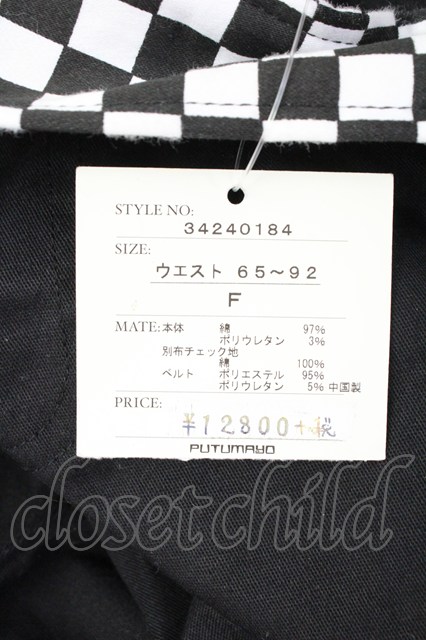 STYLE NO:
34240184
SIZE:
ウエスト 65～92
F
MATE: 本体 綿 97%
ポリウレタン 3%
別布チェック地
綿 100%
ベルト ポリエステル 95%
ポリウレタン 5% 中国製
PRICE:
¥12800+税
PUTUMAYO
closetchild